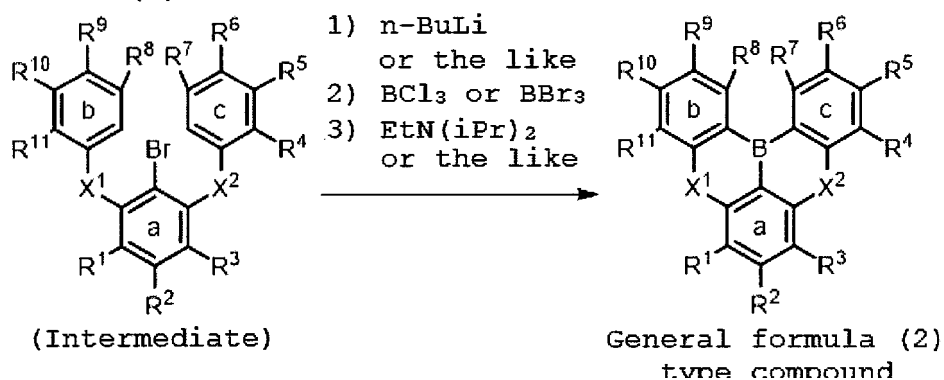 R⁹ R⁶ 1) n-BuLi R⁹ R⁶
R¹⁰ R⁸ R⁷ R⁵ or the like R¹⁰ R⁸ R⁷ R⁵
b c 2) BCl₃ or BBr₃ b c
R¹¹ Br R⁴ 3) EtN(iPr)₂ R¹¹ B R⁴
X¹ X² or the like X¹ X²
a a
R¹ R³ R¹ R³
R² R²
(Intermediate) General formula (2)
type compound